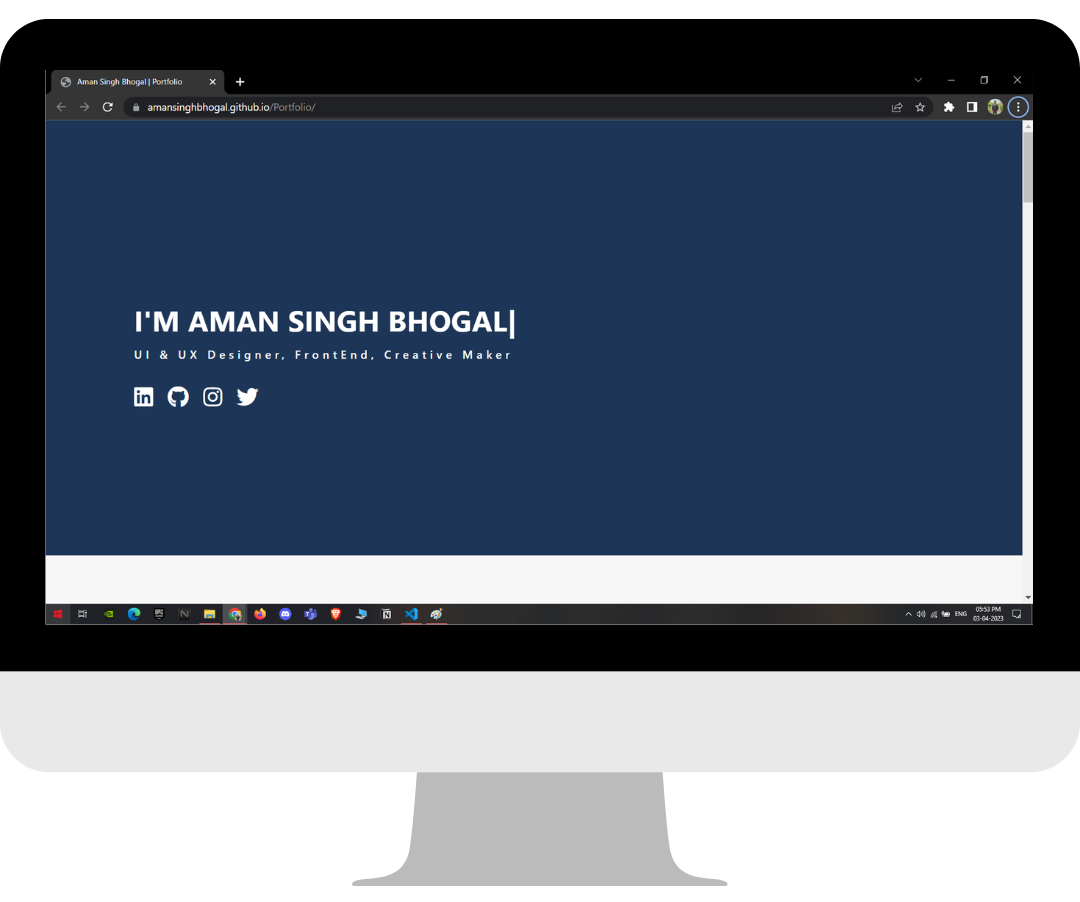 Aman Singh Bhogal | Portfolio
amansinghbhogal.github.io/Portfolio/
I'M AMAN SINGH BHOGAL|
UI & UX Designer, FrontEnd, Creative Maker
ENG
05:53 PM
03-04-2023